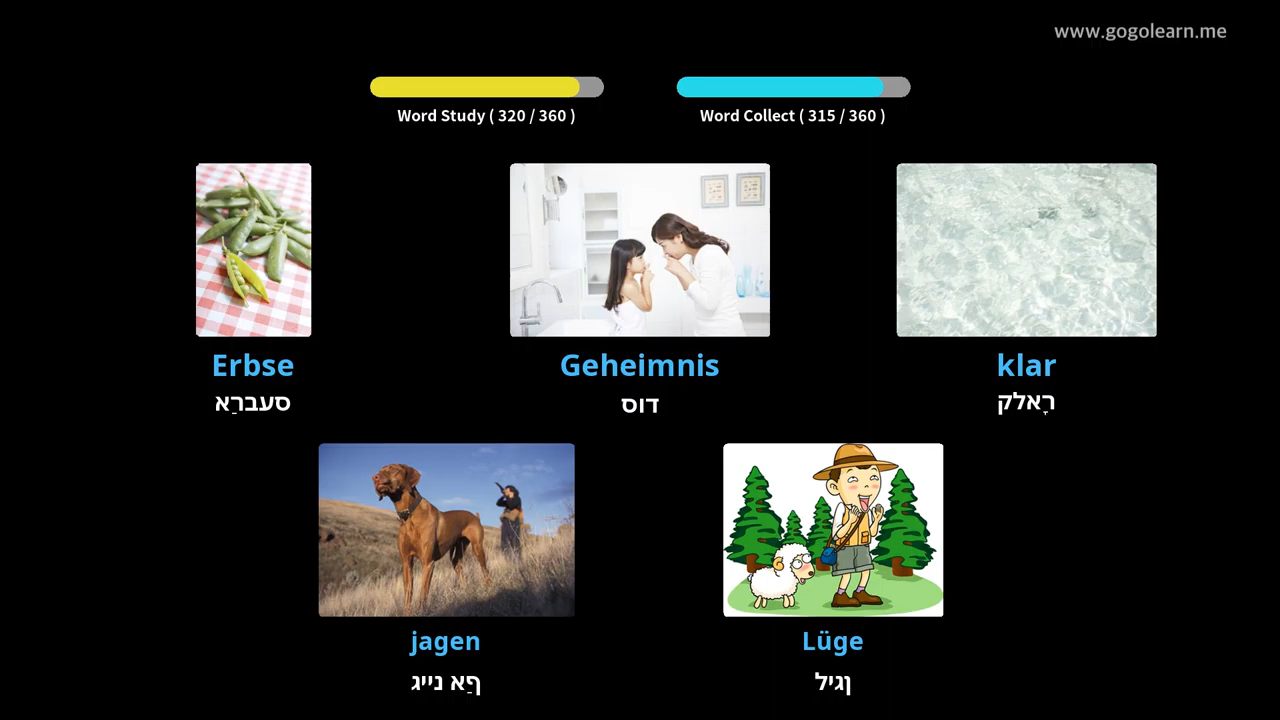 www.gogolearn.me
Word Study ( 320 / 360 )
Word Collect ( 315 / 360 )
Erbse
סעברַא
Geheimnis
דוס
klar
רָאלק
jagen
ףַא נייג
Lüge
ןגיל